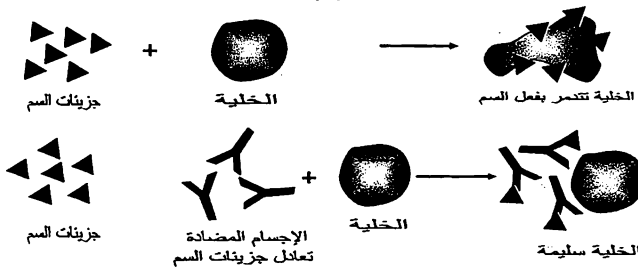 جزيئات السم
+
الخلية
الخلية تتدمر بفعل السم
جزيئات السم
الإجسام المضادة
تعادل جزيئات السم
+
الخلية
الخلية سليمة